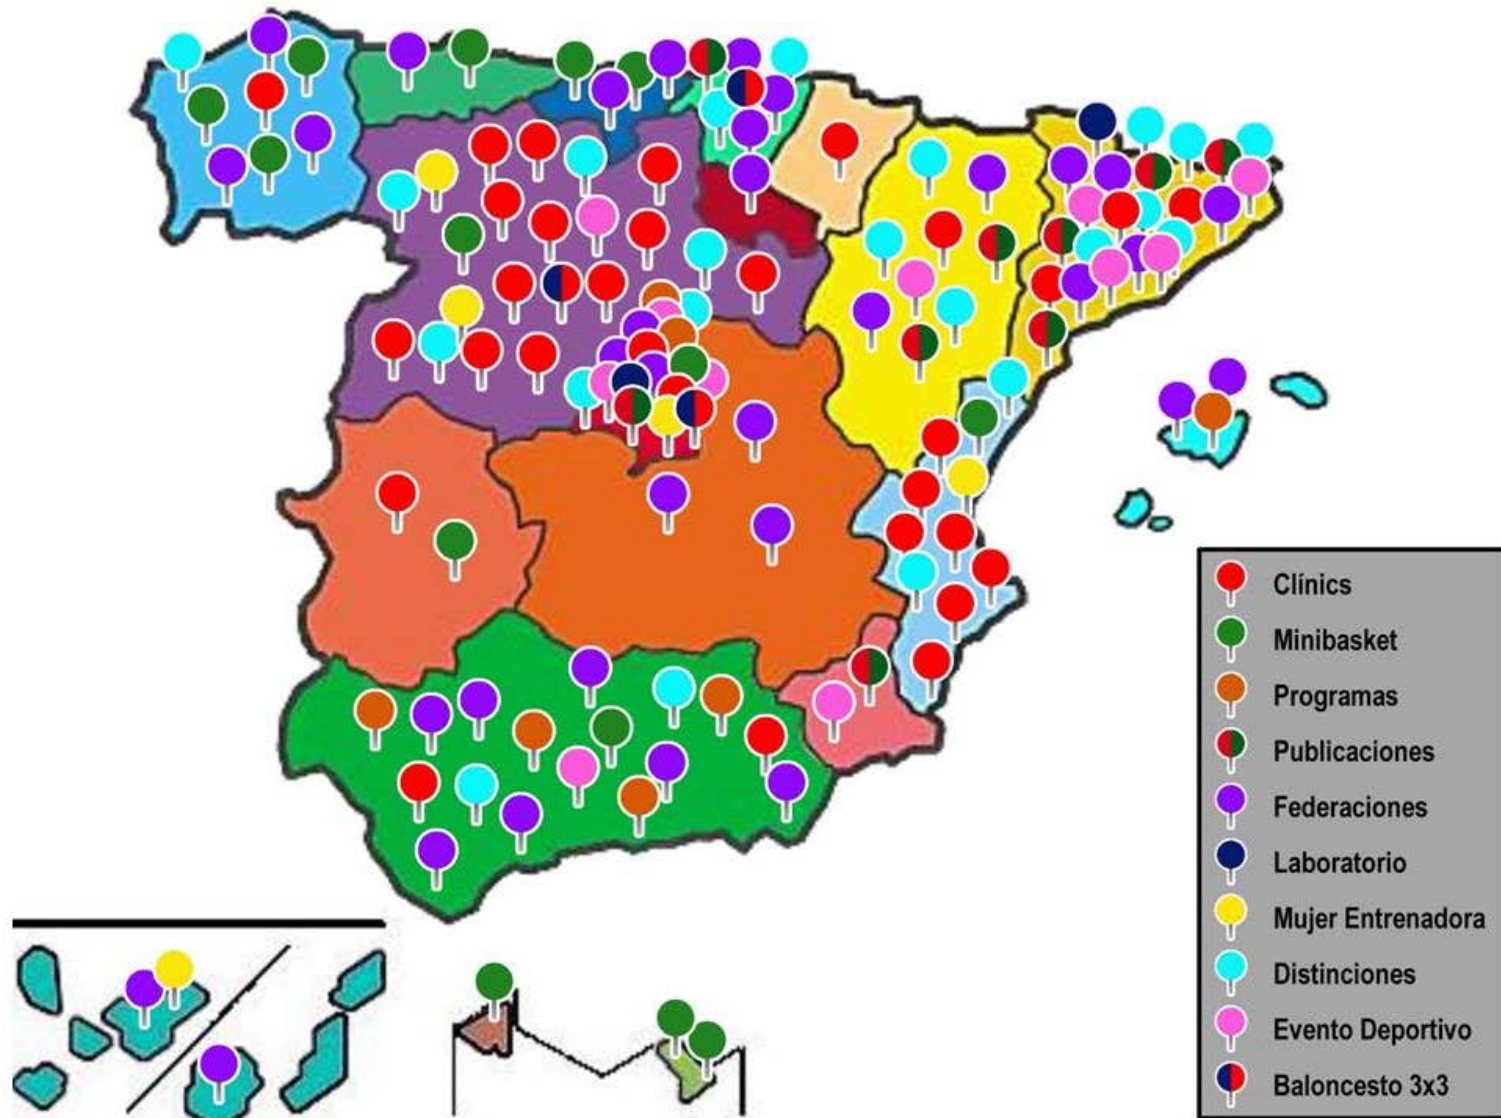 Clínics
Minibasket
Programas
Publicaciones
Federaciones
Laboratorio
Mujer Entrenadora
Distinciones
Evento Deportivo
Baloncesto 3x3